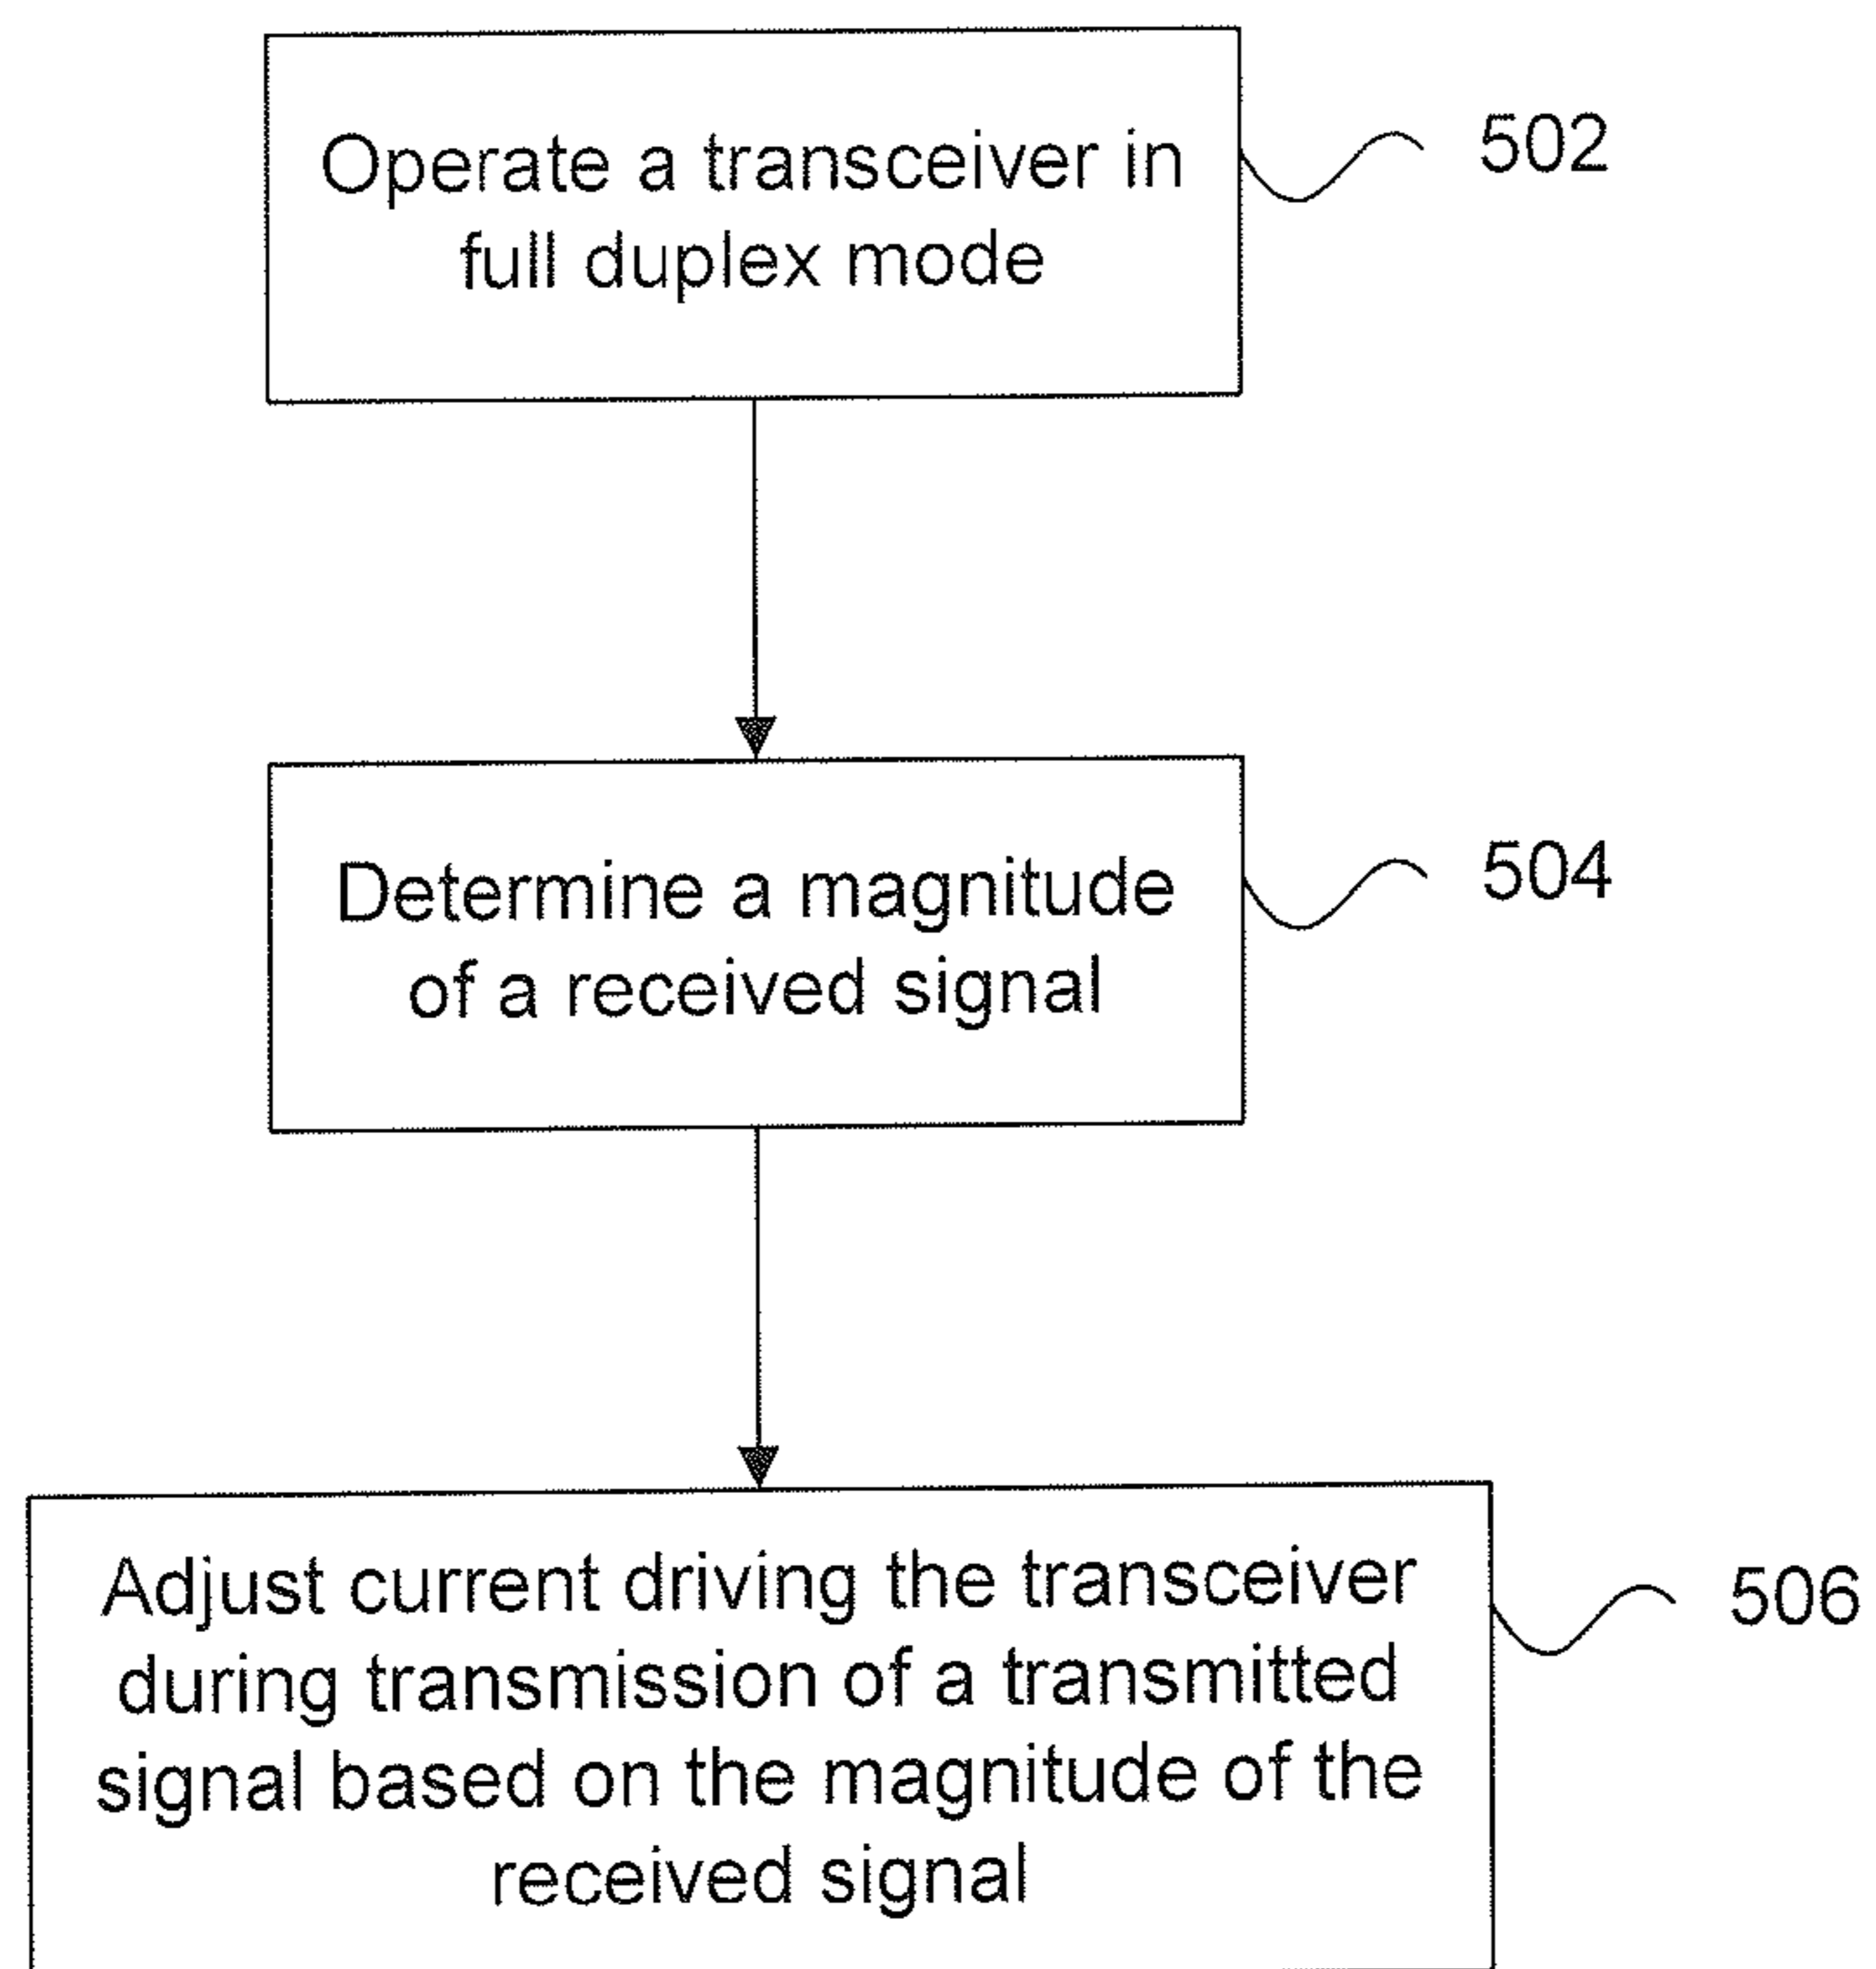 Operate a transceiver in
full duplex mode
502
Determine a magnitude
of a received signal
504
Adjust current driving the transceiver
during transmission of a transmitted
signal based on the magnitude of the
received signal
506